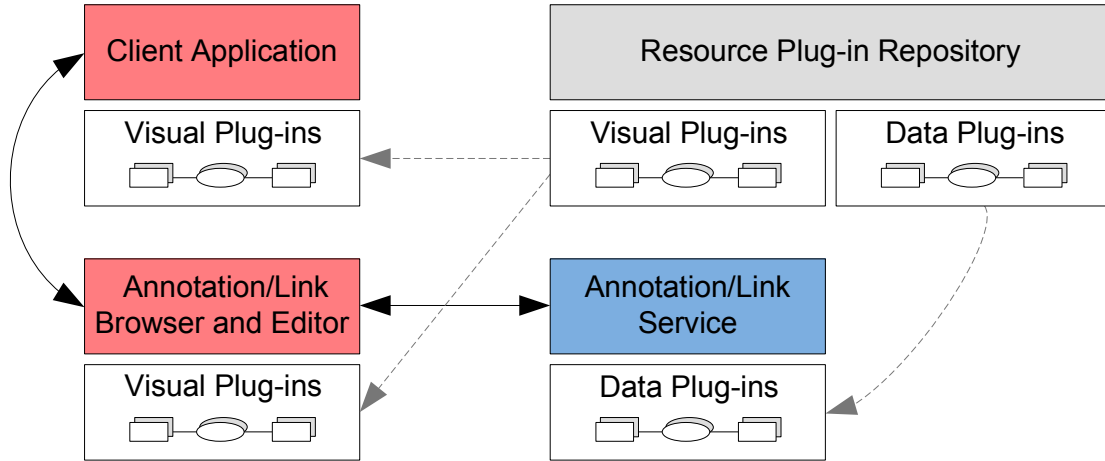 Client Application
Resource Plug-in Repository
Visual Plug-ins
Visual Plug-ins
Data Plug-ins
Annotation/Link
Browser and Editor
Annotation/Link
Service
Visual Plug-ins
Data Plug-ins